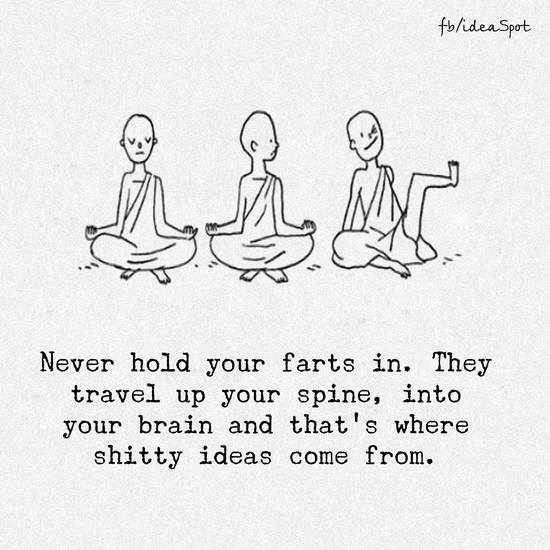 fb/ideaSpot
Never hold your farts in. They
travel up your spine, into
your brain and that's where
shitty ideas come from.